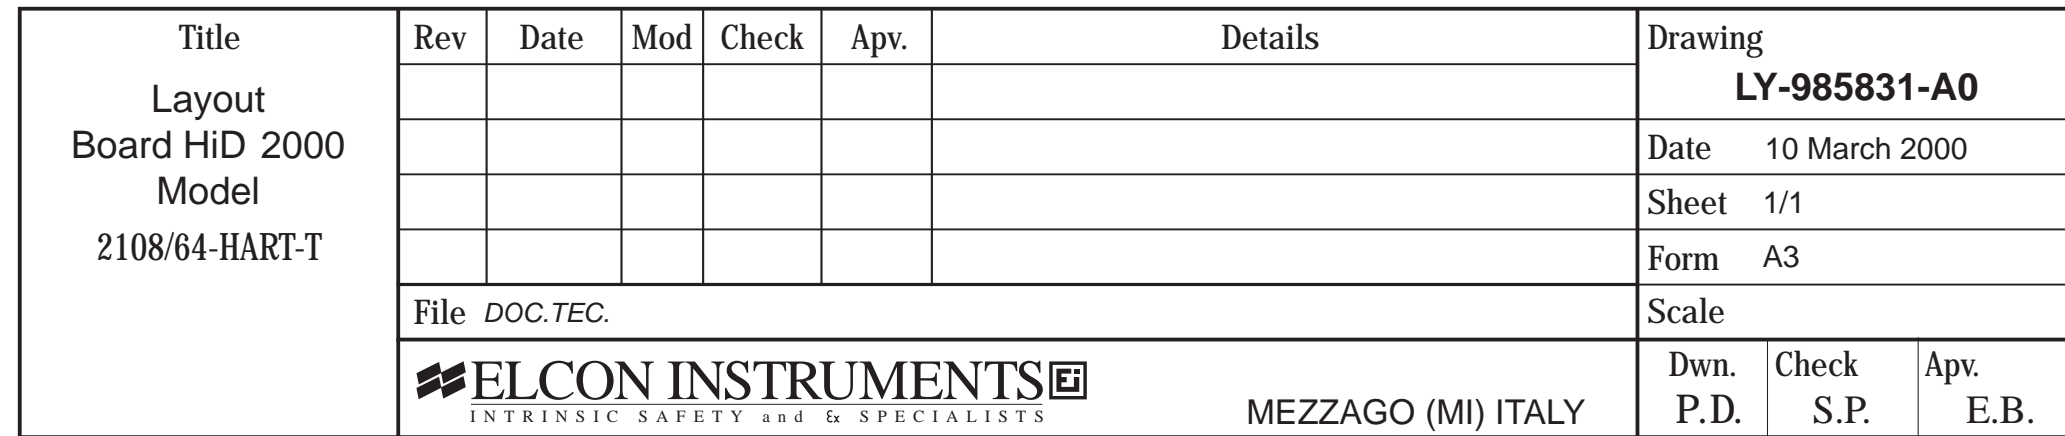 Title
Layout
Board HiD 2000
Model
2108/64-HART-T
Rev Date Mod Check Apv. Details
File DOC.TEC.
ELCON INSTRUMENTS Ei
INTRINSIC SAFETY and Ex SPECIALISTS
MEZZAGO (MI) ITALY
Drawing
LY-985831-A0
Date 10 March 2000
Sheet 1/1
Form A3
Scale
Dwn. Check Apv.
P.D. S.P. E.B.